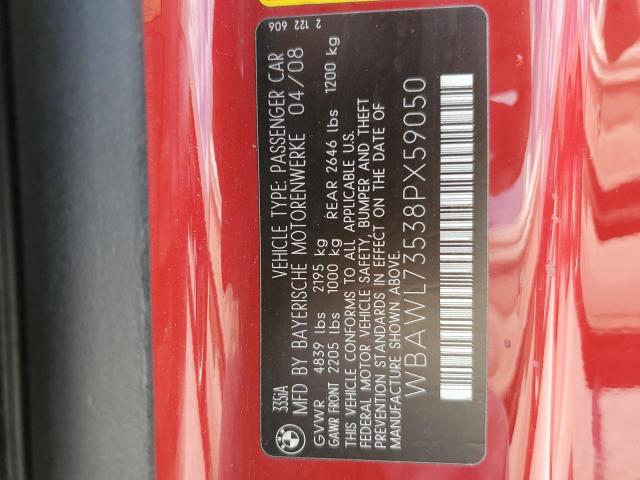 335IA VEHICLE TYPE: PASSENGER CAR 2 122 606
MFD BY BAYERISCHE MOTORENWERKE 04/08
GVWR 4839 lbs 2195 kg
GAWR FRONT 2205 lbs 1000 kg REAR 2646 lbs 1200 kg
THIS VEHICLE CONFORMS TO ALL APPLICABLE U.S.
FEDERAL MOTOR VEHICLE SAFETY, BUMPER AND THEFT
PREVENTION STANDARDS IN EFFECT ON THE DATE OF
MANUFACTURE SHOWN ABOVE.
WBAWL73538PX59050